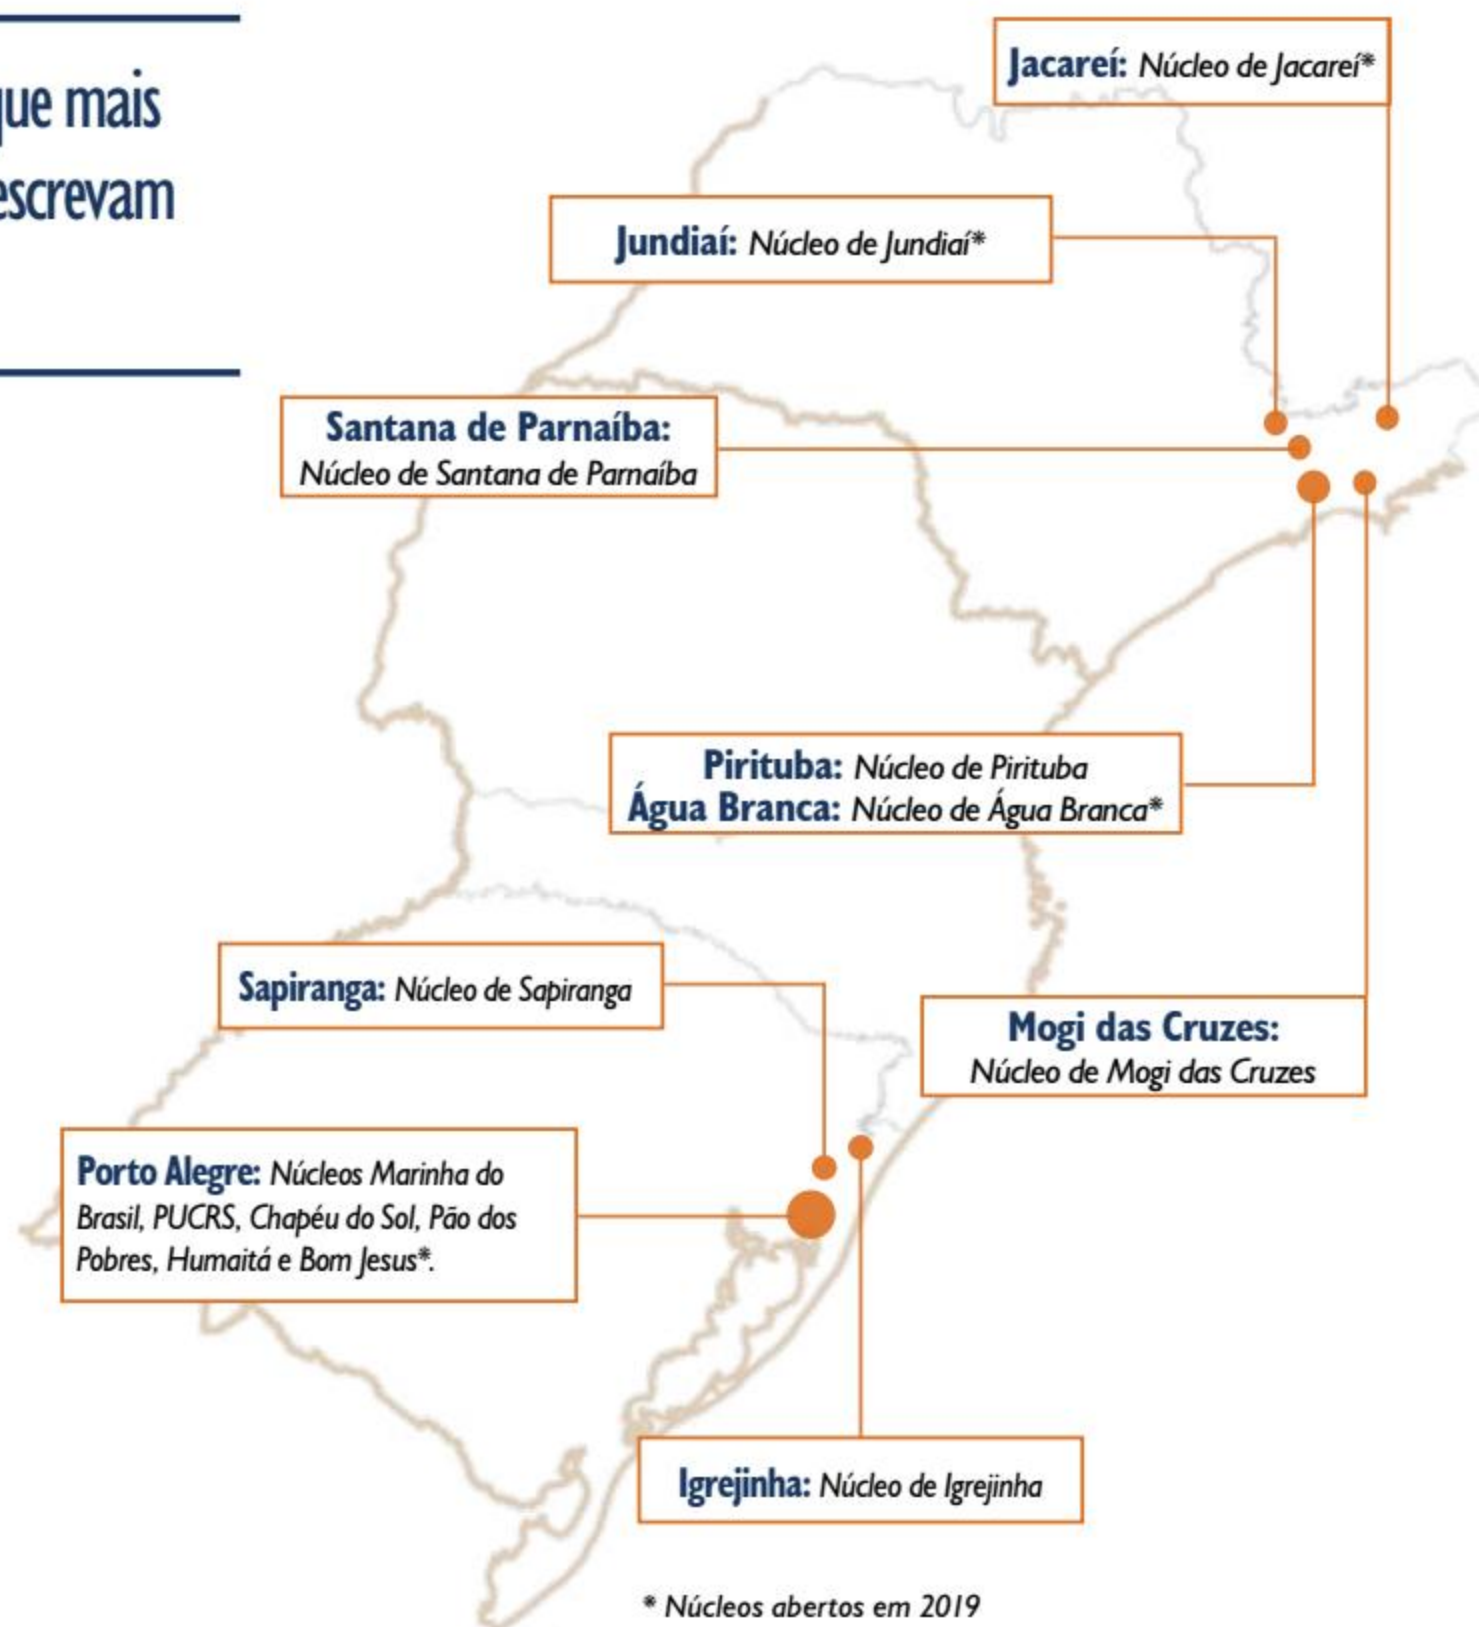 que mais
escrevam
Jacareí: Núcleo de Jacareí*
Jundiaí: Núcleo de Jundiaí*
Santana de Parnaíba:
Núcleo de Santana de Parnaíba
Pirituba: Núcleo de Pirituba
Água Branca: Núcleo de Água Branca*
Sapiranga: Núcleo de Sapiranga
Mogi das Cruzes:
Núcleo de Mogi das Cruzes
Porto Alegre: Núcleos Marinha do
Brasil, PUCRS, Chapéu do Sol, Pão dos
Pobres, Humaitá e Bom Jesus*.
Igrejinha: Núcleo de Igrejinha
* Núcleos abertos em 2019